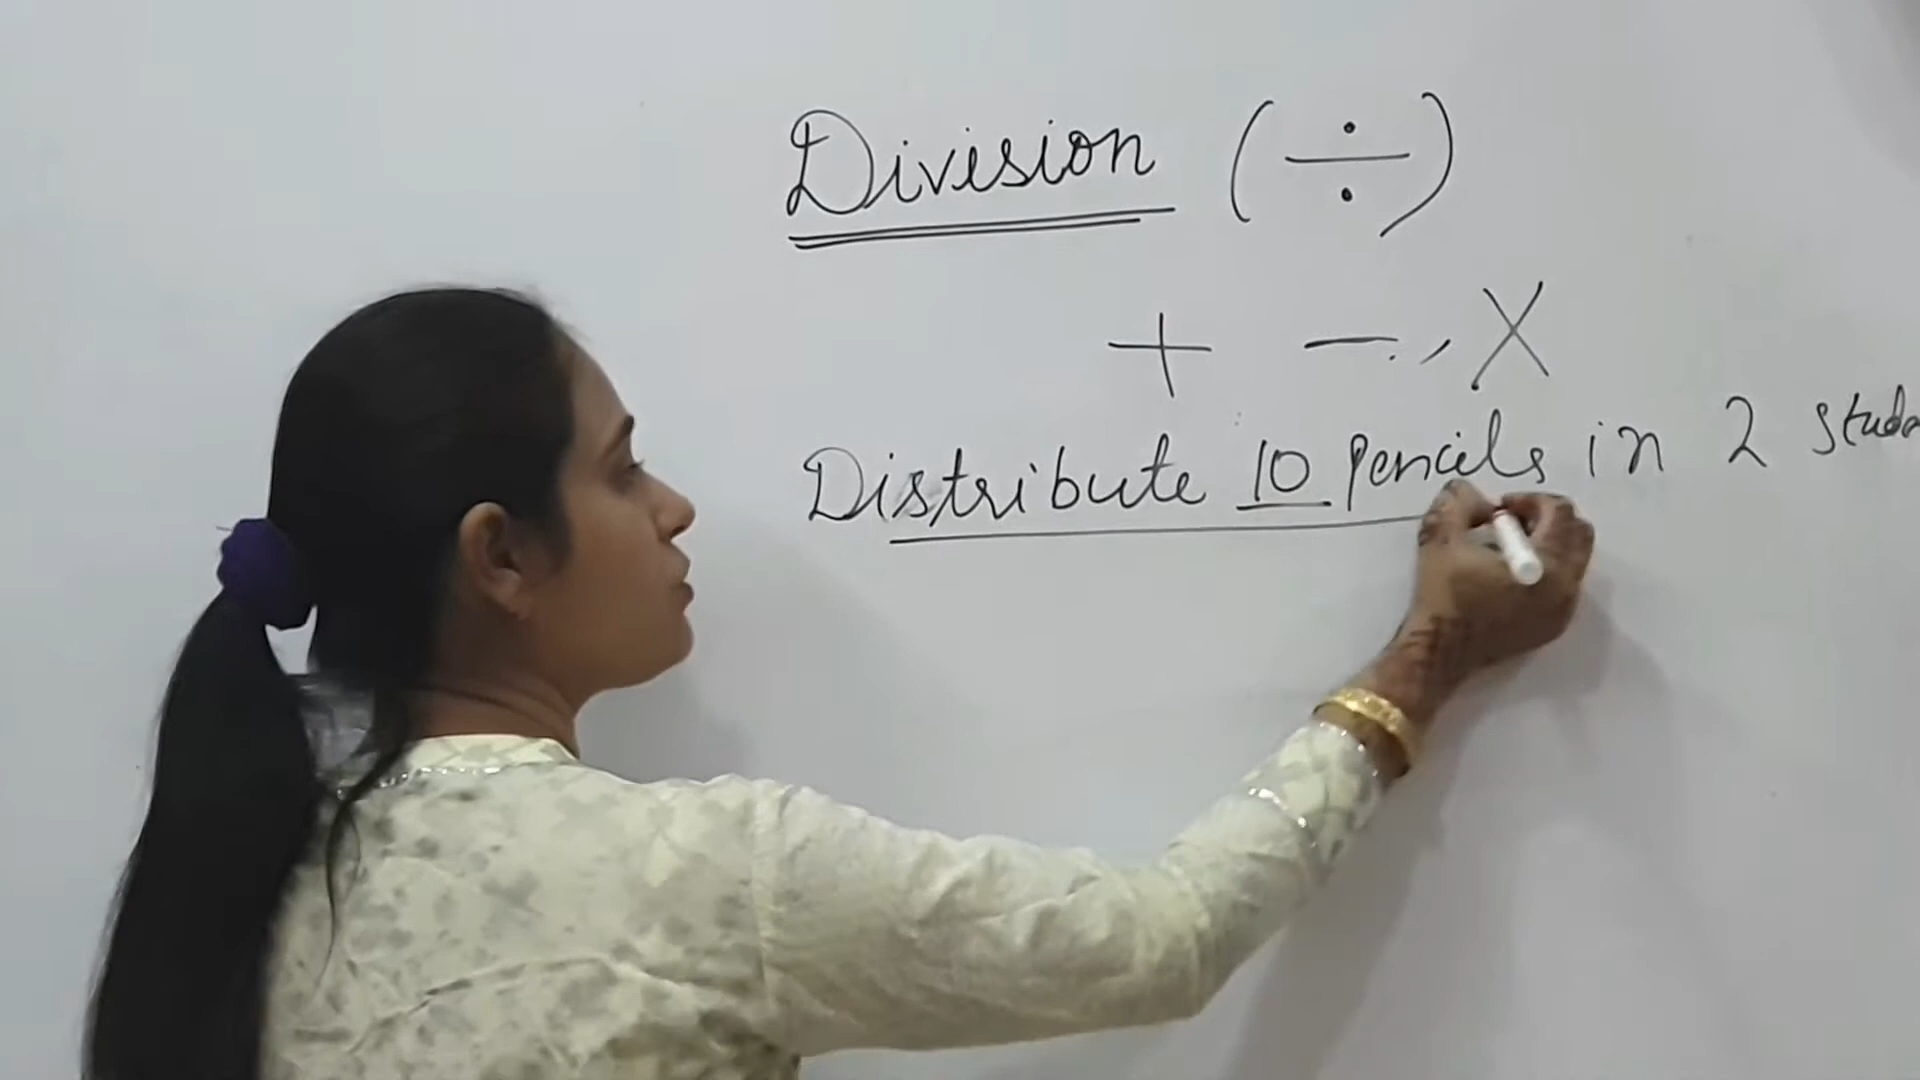 Division (÷)
+ - , X
Distribute 10 Pencils in 2